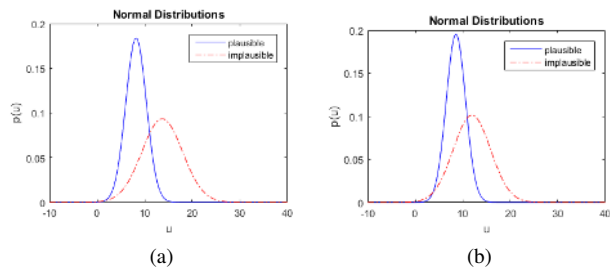 Normal Distributions
0.2
0.15
0.1
0.05
0
p(u)
plausible
implausible
-10 0 10 20 30 40
u
(a)
Normal Distributions
0.2
0.15
0.1
0.05
0
p(u)
plausible
implausible
-10 0 10 20 30 40
u
(b)